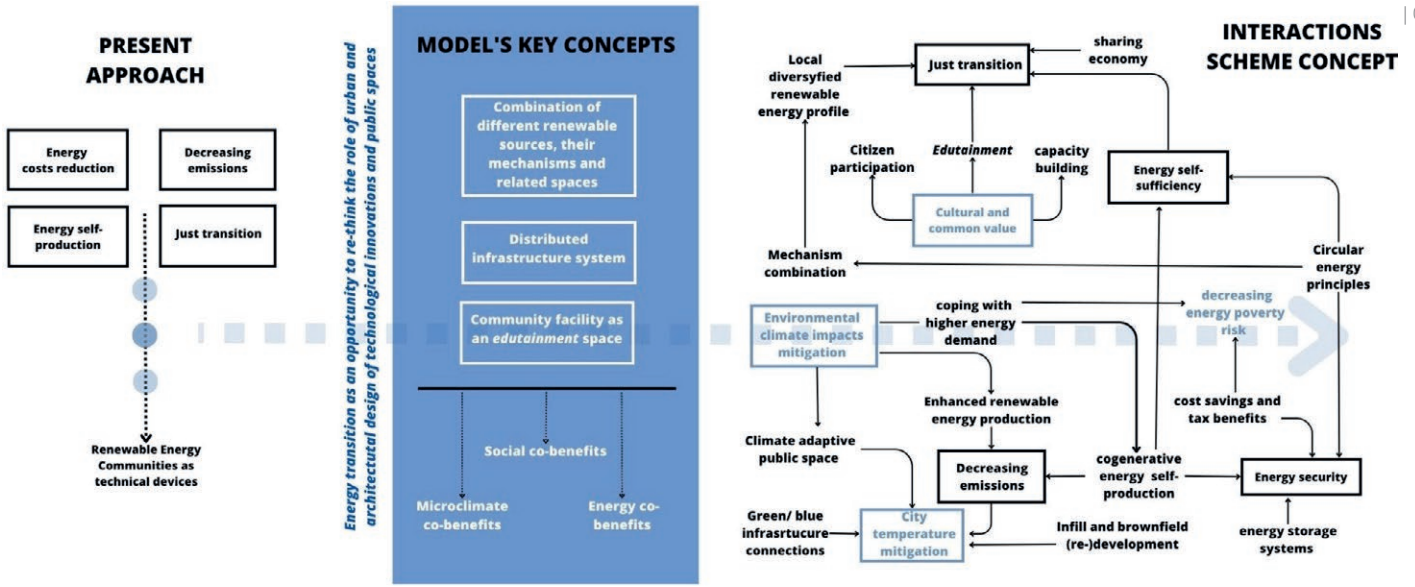 PRESENT
APPROACH
Energy
costs reduction
Decreasing
emissions
Energy self-
production
Just transition
Renewable Energy
Communities as
technical devices
Energy transition as an opportunity to re-think the role of urban and
architectutal design of technological innovations and public spaces
MODEL'S KEY CONCEPTS
Combination of
different renewable
sources, their
mechanisms and
related spaces
Distributed
infrastructure system
Community facility as
an edutainment space
Social co-benefits
Microclimate
co-benefits
Energy co-
benefits
INTERACTIONS
SCHEME CONCEPT
Local
diversyfied
renewable
energy profile
Just transition
sharing
economy
Citizen
participation
Edutainment
capacity
building
Energy self-
sufficiency
Cultural and
common value
Mechanism
combination
Circular
energy
principles
Environmental
climate impacts
mitigation
coping with
higher energy
demand
decreasing
energy poverty
risk
Enhanced renewable
energy production
cost savings and
tax benefits
Climate adaptive
public space
Decreasing
emissions
cogenerative
energy self-
production
Energy security
Green/ blue
infrasrtucure
connections
City
temperature
mitigation
Infill and brownfield
(re-)development
energy storage
systems